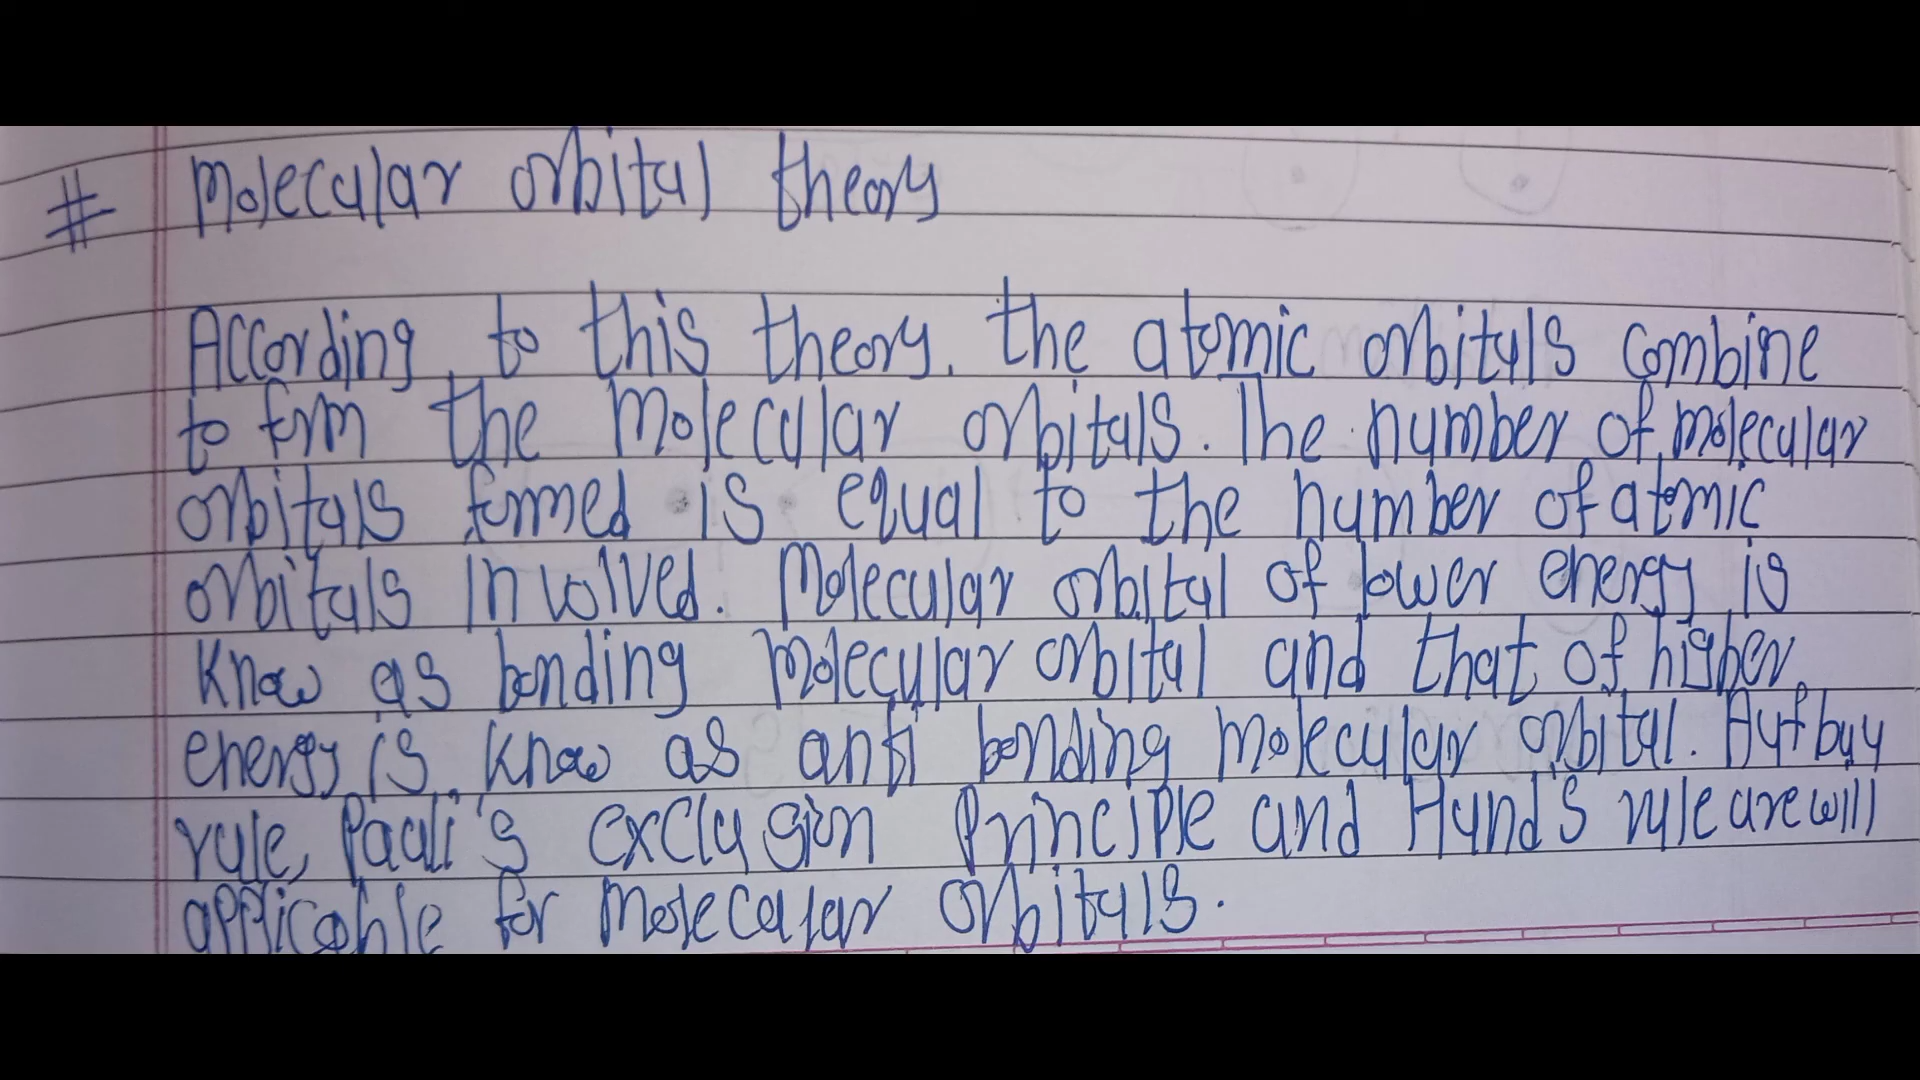 # Molecular orbital theory
According to this theory. The atomic orbitals combine
to form the molecular orbitals. The number of molecular
orbitals formed is equal to the number of atomic
orbitals involved. Molecular orbital of lower energy is
know as bonding molecular orbital and that of higher
energy is know as anti bonding molecular orbital. Aufbau
rule, Pauli's exclusion Principle and Hund's rule are will
applicable for molecular orbitals.